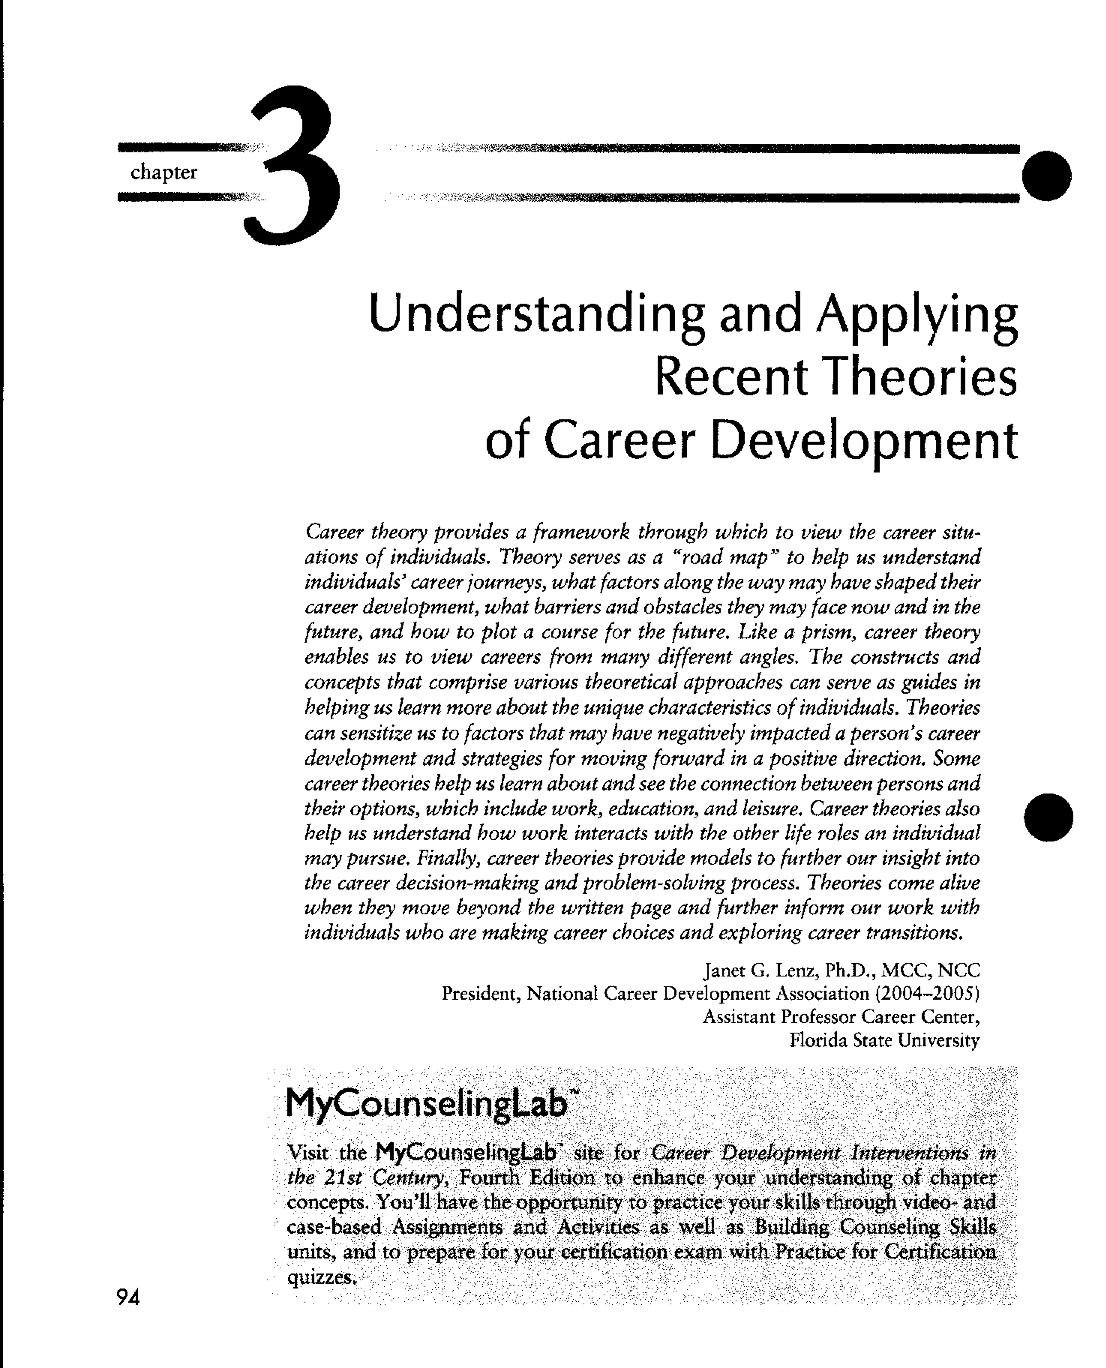 chapter
3
Understanding and Applying
Recent Theories
of Career Development
Career theory provides a framework through which to view the career situ-
ations of individuals. Theory serves as a “road map” to help us understand
individuals’ career journeys, what factors along the way may have shaped their
career development, what barriers and obstacles they may face now and in the
future, and how to plot a course for the future. Like a prism, career theory
enables us to view careers from many different angles. The constructs and
concepts that comprise various theoretical approaches can serve as guides in
helping us learn more about the unique characteristics of individuals. Theories
can sensitize us to factors that may have negatively impacted a person’s career
development and strategies for moving forward in a positive direction. Some
career theories help us learn about and see the connection between persons and
their options, which include work, education, and leisure. Career theories also
help us understand how work interacts with the other life roles an individual
may pursue. Finally, career theories provide models to further our insight into
the career decision-making and problem-solving process. Theories come alive
when they move beyond the written page and further inform our work with
individuals who are making career choices and exploring career transitions.
Janet G. Lenz, Ph.D., MCC, NCC
President, National Career Development Association (2004–2005)
Assistant Professor Career Center,
Florida State University
MyCounselingLab™
Visit the MyCounselingLab™ site for Career Development Interventions in
the 21st Century, Fourth Edition to enhance your understanding of chapter
concepts. You’ll have the opportunity to practice your skills through video- and
case-based Assignments and Activities as well as Building Counseling Skills
units, and to prepare for your certification exam with Practice for Certification
quizzes.
94